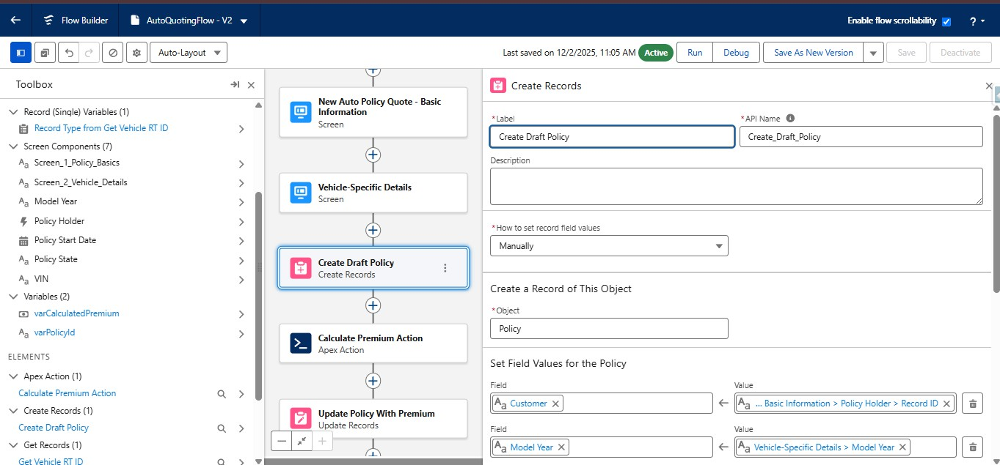 Flow Builder
AutoQuotingFlow - V2
Enable flow scrollability
?
Auto-Layout
Last saved on 12/2/2025, 11:05 AM
Active
Run
Debug
Save As New Version
Save
Deactivate
Toolbox
Record (Single) Variables (1)
Record Type from Get Vehicle RT ID
Screen Components (7)
Screen_1_Policy_Basics
Screen_2_Vehicle_Details
Model Year
Policy Holder
Policy Start Date
Policy State
VIN
Variables (2)
varCalculatedPremium
varPolicyId
ELEMENTS
Apex Action (1)
Calculate Premium Action
Create Records (1)
Create Draft Policy
Get Records (1)
Get Vehicle RT ID
New Auto Policy Quote - Basic
Information
Screen
Vehicle-Specific Details
Screen
Create Draft Policy
Create Records
Calculate Premium Action
Apex Action
Update Policy With Premium
Update Records
Create Records
*Label
*API Name
Create Draft Policy
Create_Draft_Policy
Description
*How to set record field values
Manually
Create a Record of This Object
*Object
Policy
Set Field Values for the Policy
Field
Value
Customer
... Basic Information > Policy Holder > Record ID
Field
Value
Model Year
Vehicle-Specific Details > Model Year